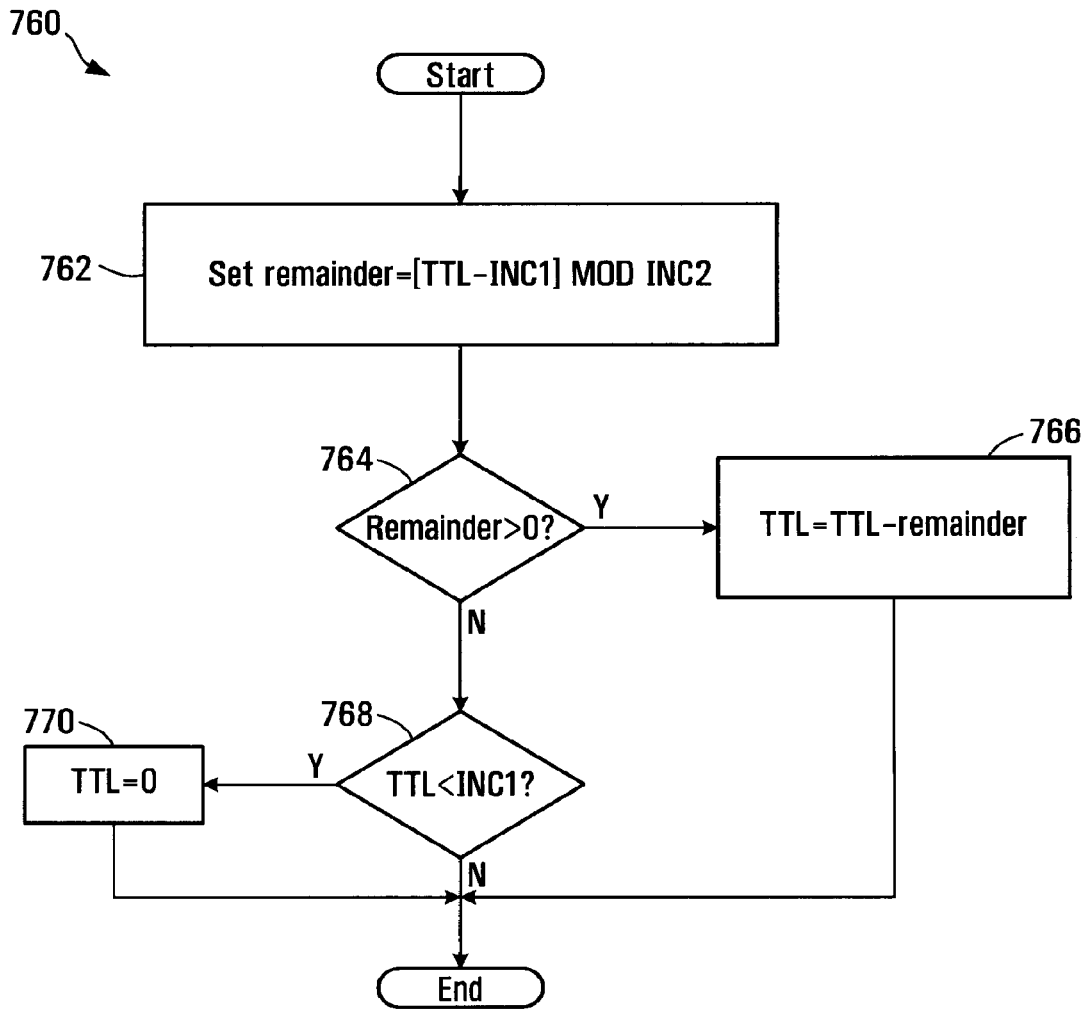 760
Start
762
Set remainder=[TTL-INC1] MOD INC2
764
Remainder>0?
Y
766
TTL=TTL-remainder
N
768
TTL<INC1?
Y
770
TTL=0
N
End